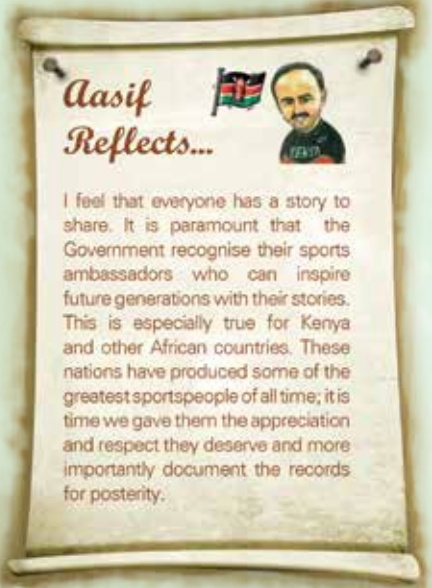 Aasif
Reflects...
KENYA
I feel that everyone has a story to
share. It is paramount that the
Government recognise their sports
ambassadors who can inspire
future generations with their stories.
This is especially true for Kenya
and other African countries. These
nations have produced some of the
greatest sportspeople of all time; it is
time we gave them the appreciation
and respect they deserve and more
importantly document the records
for posterity.